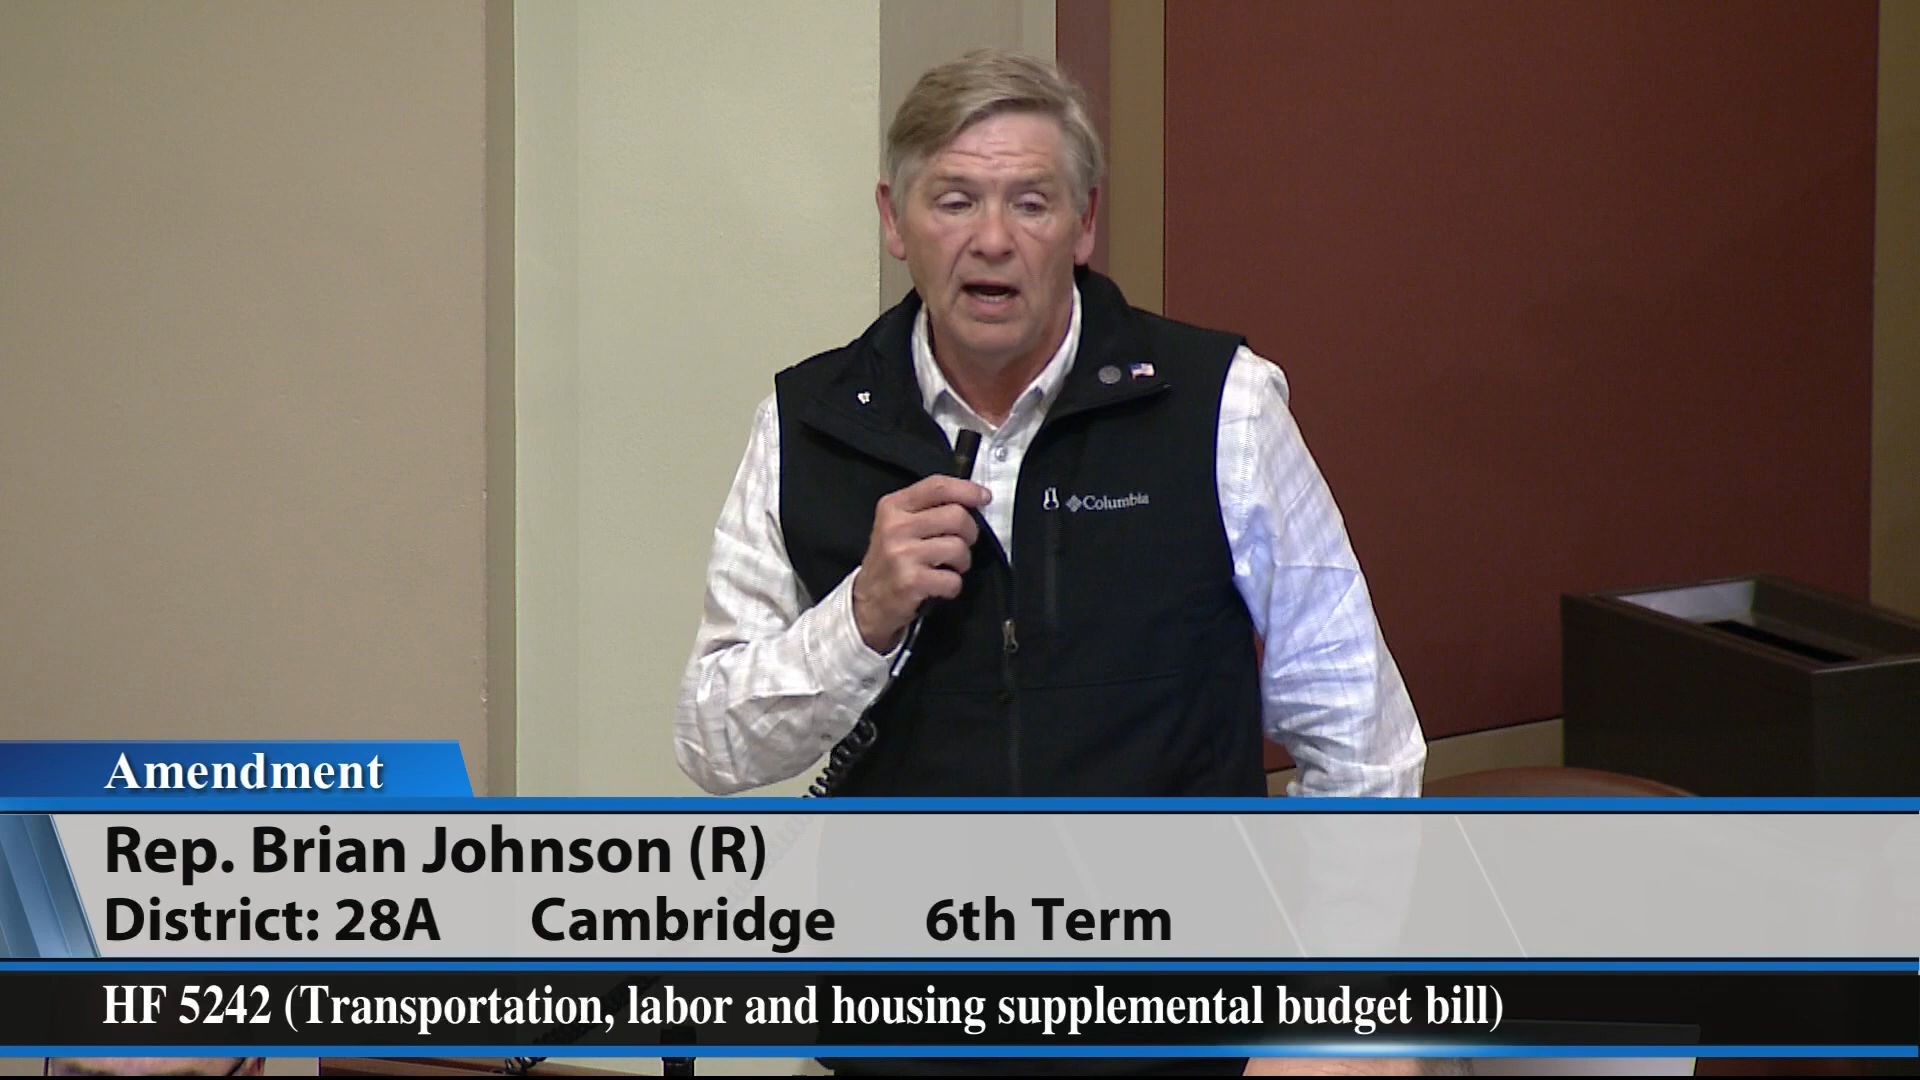 Columbia
Amendment
Rep. Brian Johnson (R)
District: 28A Cambridge 6th Term
HF 5242 (Transportation, labor and housing supplemental budget bill)